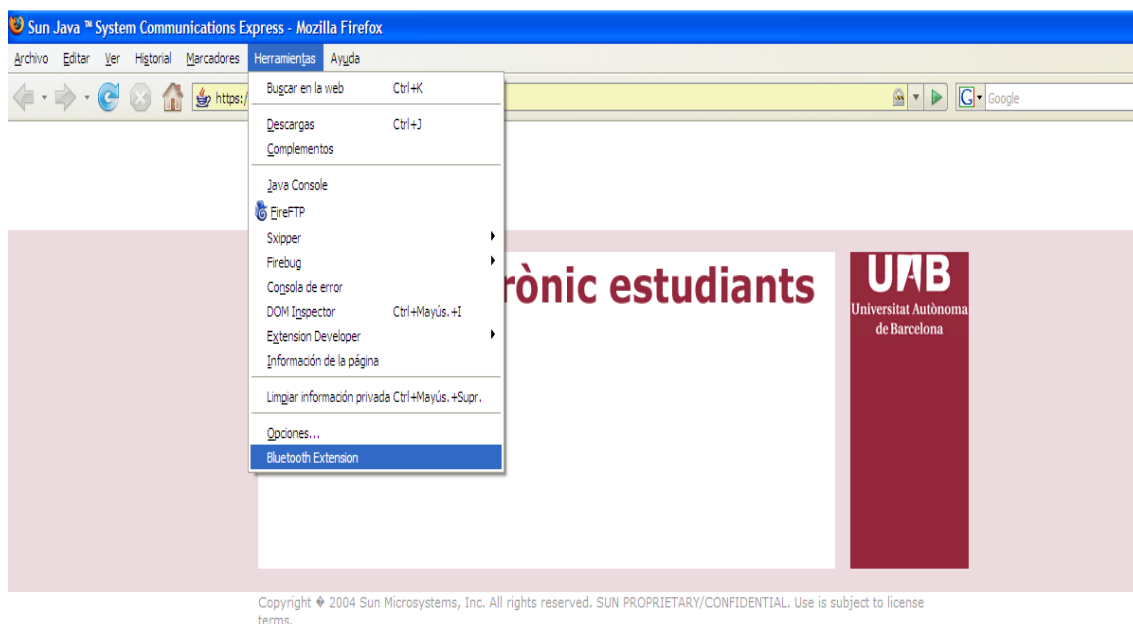 Sun Java ™ System Communications Express - Mozilla Firefox
Archivo Editar Ver Historial Marcadores Herramientas Ayuda
https:/
Google
Buscar en la web Ctrl+K
Descargas Ctrl+J
Complementos
Java Console
FireFTP
Sxipper
Firebug
Consola de error
DOM Inspector Ctrl+Mayús.+I
Extension Developer
Información de la página
Limpiar información privada Ctrl+Mayús.+Supr.
Opciones...
Bluetooth Extension
rònic estudiants
UAB
Universitat Autònoma
de Barcelona
Copyright � 2004 Sun Microsystems, Inc. All rights reserved. SUN PROPRIETARY/CONFIDENTIAL. Use is subject to license
terms.